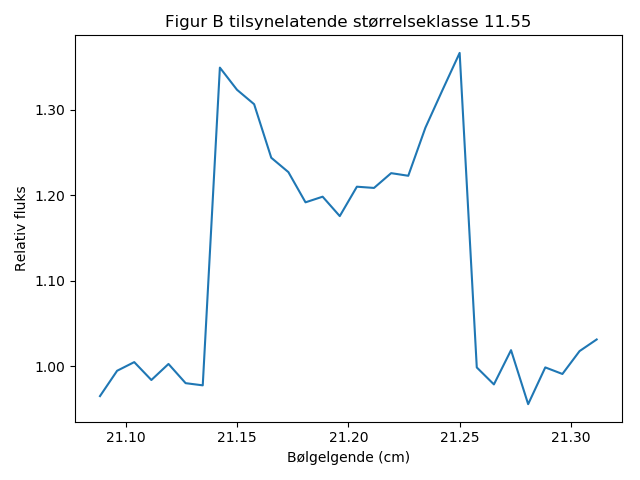 Figur B tilsynelatende størrelseklasse 11.55
1.30
1.20
1.10
1.00
Relativ fluks
21.10 21.15 21.20 21.25 21.30
Bølgelgende (cm)